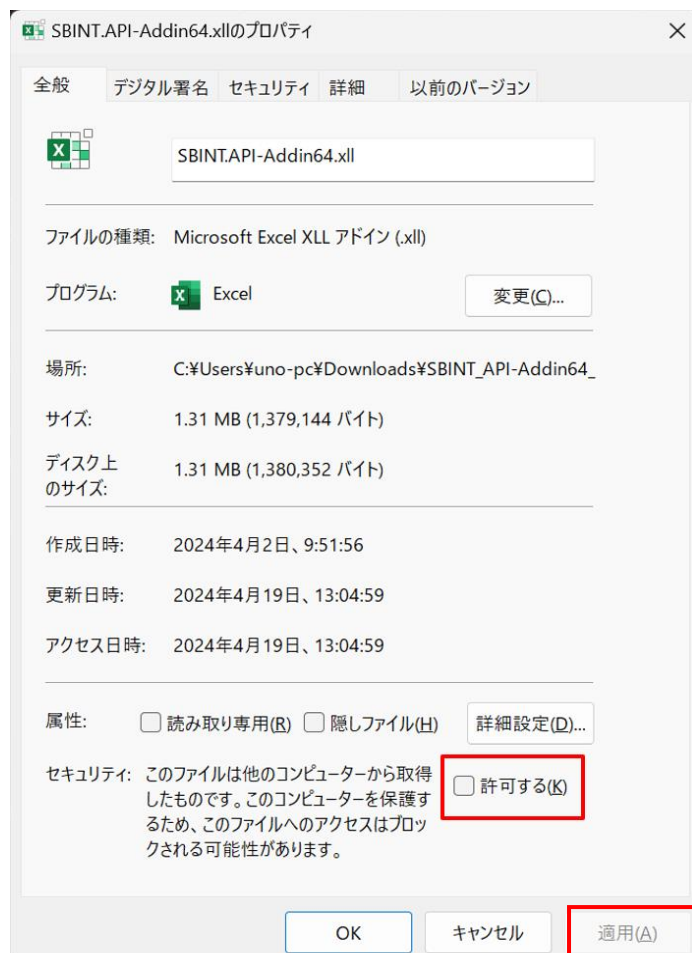 SBINT.API-Addin64.xllのプロパティ
全般 デジタル署名 セキュリティ 詳細 以前のバージョン
SBINT.API-Addin64.xll
ファイルの種類: Microsoft Excel XLL アドイン (.xll)
プログラム: Excel 変更(C)...
場所: C:¥Users¥uno-pc¥Downloads¥SBINT_API-Addin64_
サイズ: 1.31 MB (1,379,144 バイト)
ディスク上
のサイズ: 1.31 MB (1,380,352 バイト)
作成日時: 2024年4月2日、9:51:56
更新日時: 2024年4月19日、13:04:59
アクセス日時: 2024年4月19日、13:04:59
属性: 読み取り専用(R) 隠しファイル(H) 詳細設定(D)...
セキュリティ: このファイルは他のコンピューターから取得
したものです。このコンピューターを保護す
るため、このファイルへのアクセスはブロッ
クされる可能性があります。
許可する(K)
OK キャンセル 適用(A)